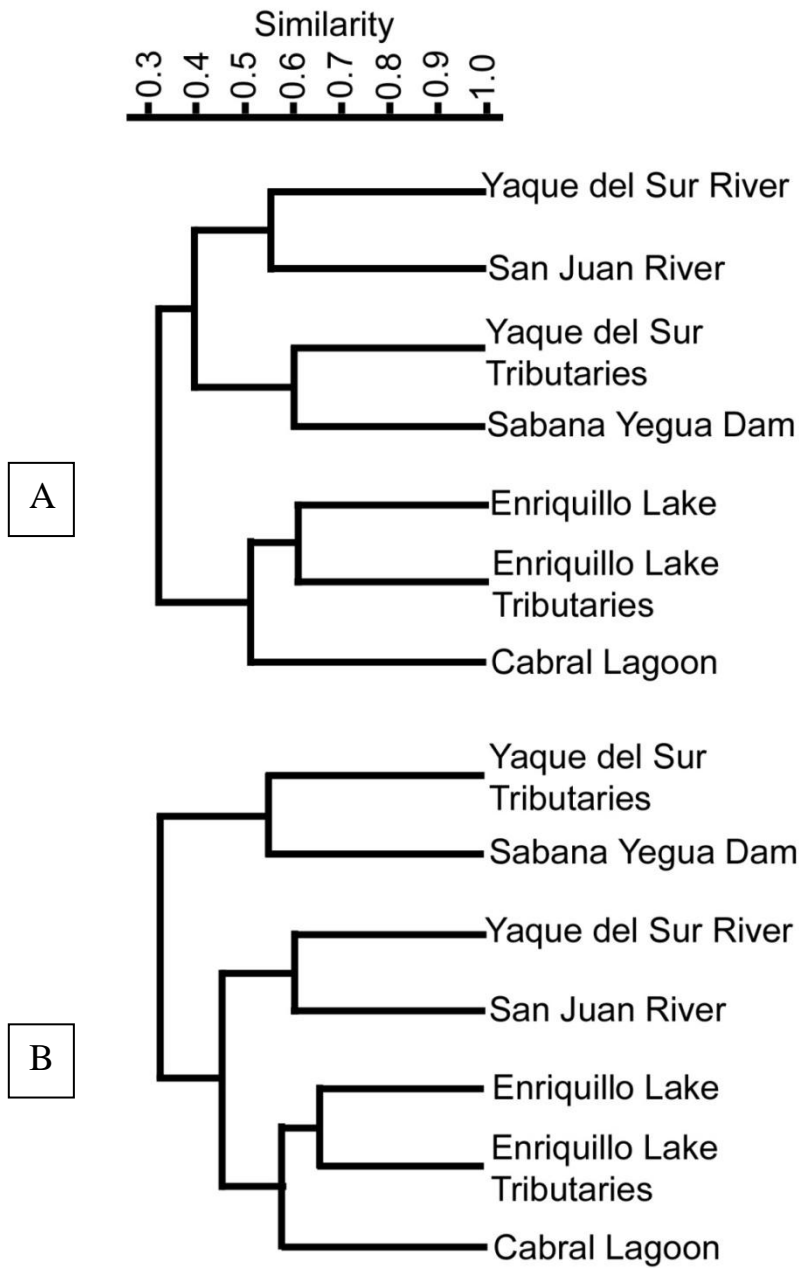 Similarity
0.3 0.4 0.5 0.6 0.7 0.8 0.9 1.0
Yaque del Sur River
San Juan River
Yaque del Sur
Tributaries
Sabana Yegua Dam
A
Enriquillo Lake
Enriquillo Lake
Tributaries
Cabral Lagoon
Yaque del Sur
Tributaries
Sabana Yegua Dam
Yaque del Sur River
San Juan River
B
Enriquillo Lake
Enriquillo Lake
Tributaries
Cabral Lagoon